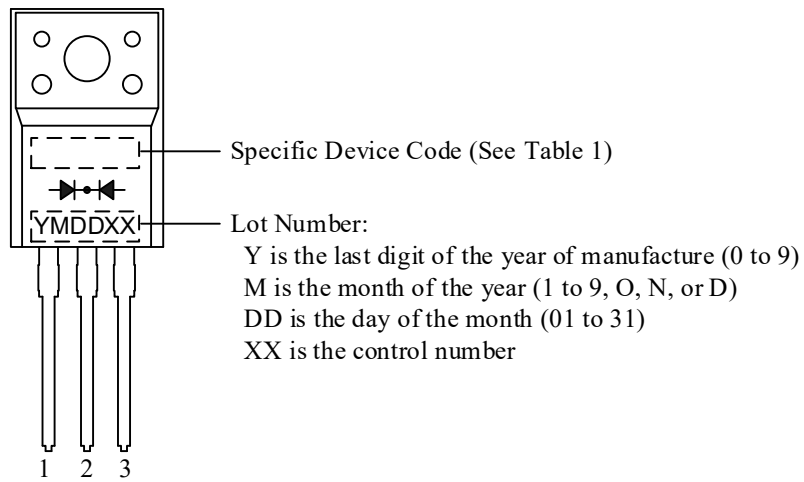 Specific Device Code (See Table 1)
YMDDXX
Lot Number:
Y is the last digit of the year of manufacture (0 to 9)
M is the month of the year (1 to 9, O, N, or D)
DD is the day of the month (01 to 31)
XX is the control number
1 2 3